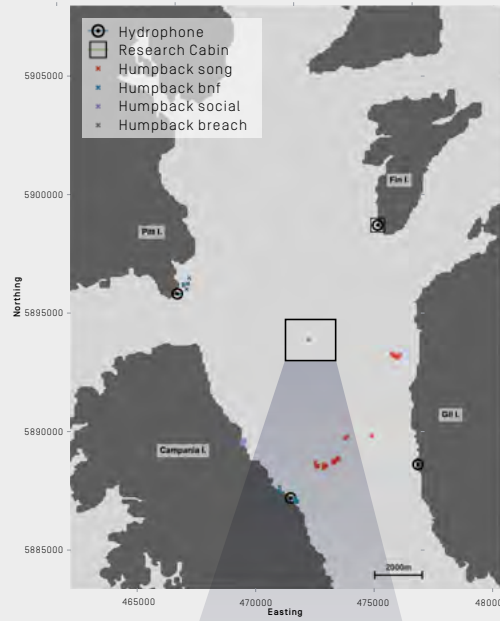 Hydrophone
Research Cabin
Humpback song
Humpback bnf
Humpback social
Humpback breach
5905000
5900000
5895000
5890000
5885000
Northing
Fin I.
Pitt I.
Gil I.
Campania I.
2000m
465000
470000
475000
480000
Easting